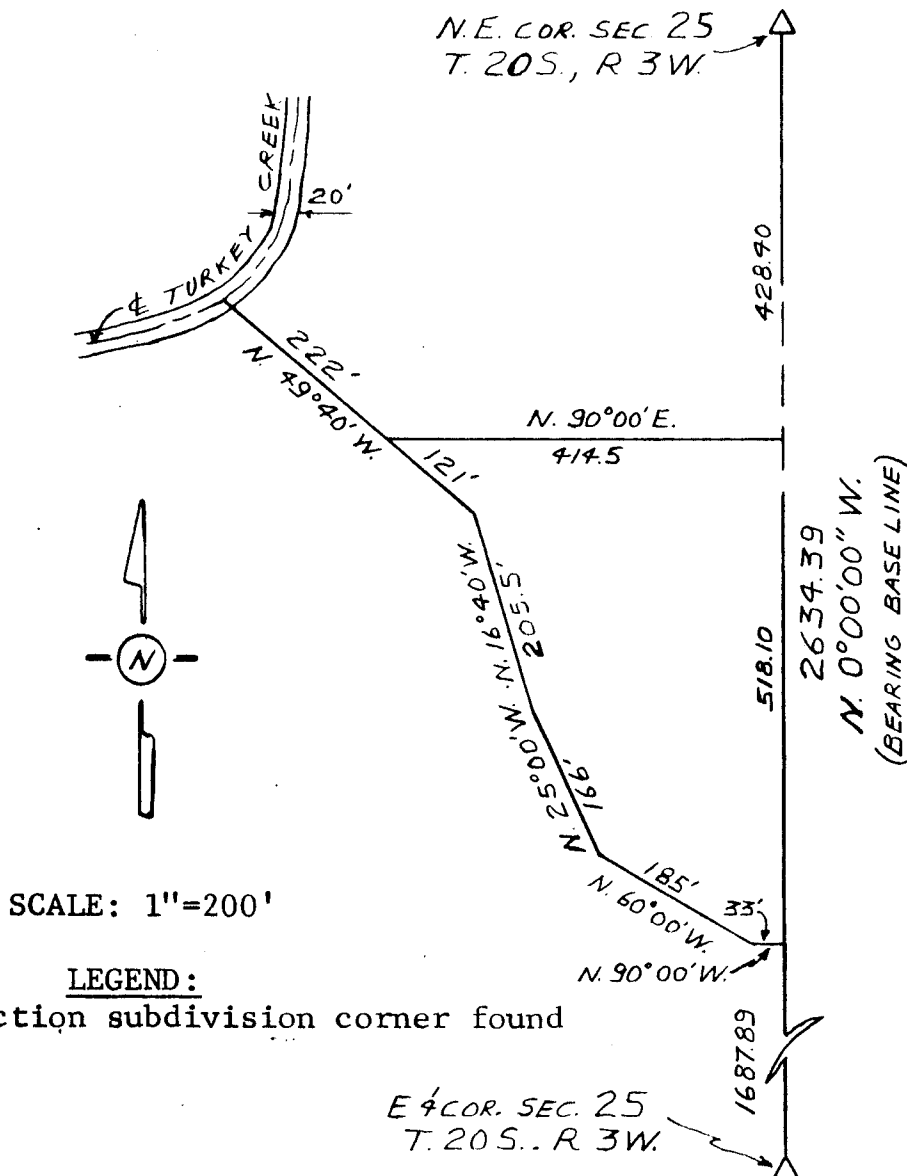 N.E. COR. SEC. 25
T. 20S., R 3W.
CREEK
20'
℄ TURKEY
428.40
222'
N. 49°40'W.
N. 90°00'E.
414.5
121'
N. 16°40'W.
205.5'
518.10
2634.39
N. 0°00'00" W.
(BEARING BASE LINE)
N
N. 25°00'W.
166'
185'
N. 60°00'W.
33'
N. 90°00'W.
SCALE: 1"=200'
LEGEND:
ction subdivision corner found
1687.89
E ¼ COR. SEC. 25
T. 20S.. R 3W.